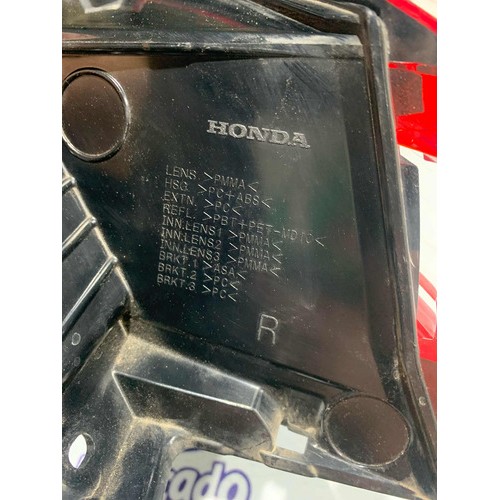 HONDA
LENS >PMMA<
HSG. >PC+ABS<
EXTN. >PC<
REFL. >PBT+PET-MD10<
INN.LENS1 >PMMA<
INN.LENS2 >PMMA<
INN.LENS3 >PMMA<
BRKT.1 >ASA<
BRKT.2 >PC<
BRKT.3 >PC<
R